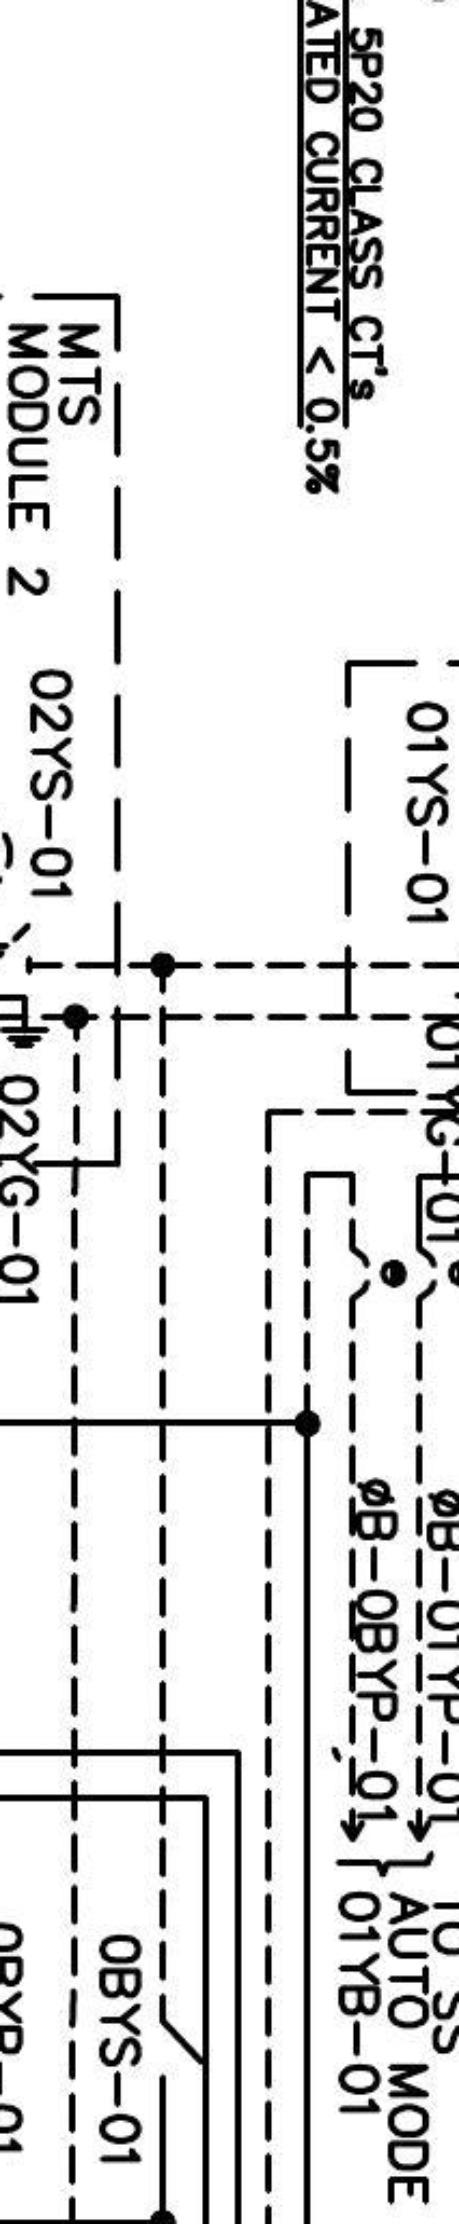 5P20 CLASS CT's
ATED CURRENT < 0.5%
01YS-01
01YG-01
MTS
MODULE 2
02YS-01
02YG-01
ØB-01YP-01
ØB-0BYP-01
TO SS
AUTO MODE
01YB-01
0BYS-01
0BYP-01